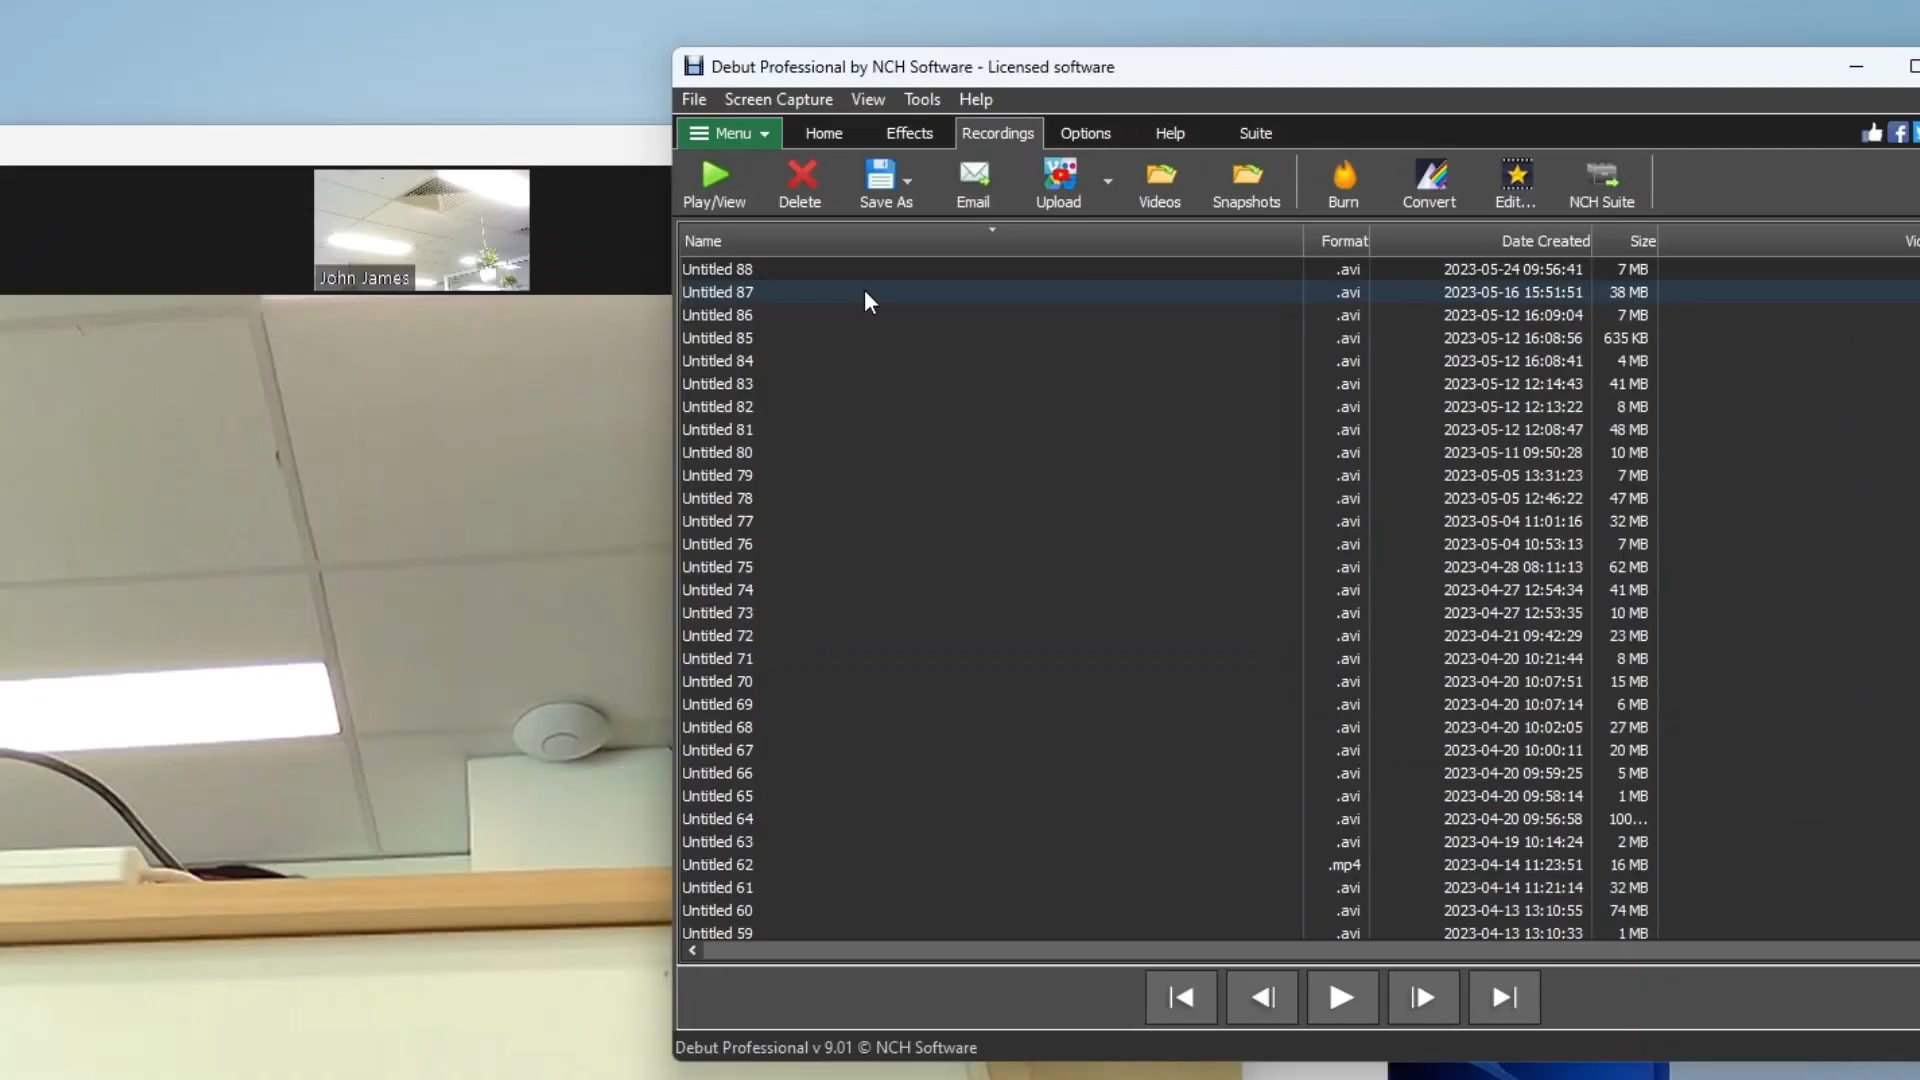 Debut Professional by NCH Software - Licensed software
File Screen Capture View Tools Help
Menu Home Effects Recordings Options Help Suite
Play/View Delete Save As Email Upload Videos Snapshots Burn Convert Edit... NCH Suite
Name Format Date Created Size
Untitled 88 .avi 2023-05-24 09:56:41 7 MB
Untitled 87 .avi 2023-05-16 15:51:51 38 MB
Untitled 86 .avi 2023-05-12 16:09:04 7 MB
Untitled 85 .avi 2023-05-12 16:08:56 635 KB
Untitled 84 .avi 2023-05-12 16:08:41 4 MB
Untitled 83 .avi 2023-05-12 12:14:43 41 MB
Untitled 82 .avi 2023-05-12 12:13:22 8 MB
Untitled 81 .avi 2023-05-12 12:08:47 48 MB
Untitled 80 .avi 2023-05-11 09:50:28 10 MB
Untitled 79 .avi 2023-05-05 13:31:23 7 MB
Untitled 78 .avi 2023-05-05 12:46:22 47 MB
Untitled 77 .avi 2023-05-04 11:01:16 32 MB
Untitled 76 .avi 2023-05-04 10:53:13 7 MB
Untitled 75 .avi 2023-04-28 08:11:13 62 MB
Untitled 74 .avi 2023-04-27 12:54:34 41 MB
Untitled 73 .avi 2023-04-27 12:53:35 10 MB
Untitled 72 .avi 2023-04-21 09:42:29 23 MB
Untitled 71 .avi 2023-04-20 10:21:44 8 MB
Untitled 70 .avi 2023-04-20 10:07:51 15 MB
Untitled 69 .avi 2023-04-20 10:07:14 6 MB
Untitled 68 .avi 2023-04-20 10:02:05 27 MB
Untitled 67 .avi 2023-04-20 10:00:11 20 MB
Untitled 66 .avi 2023-04-20 09:59:25 5 MB
Untitled 65 .avi 2023-04-20 09:58:14 1 MB
Untitled 64 .avi 2023-04-20 09:56:58 100...
Untitled 63 .avi 2023-04-19 10:14:24 2 MB
Untitled 62 .mp4 2023-04-14 11:23:51 16 MB
Untitled 61 .avi 2023-04-14 11:21:14 32 MB
Untitled 60 .avi 2023-04-13 13:10:55 74 MB
Untitled 59 .avi 2023-04-13 13:10:33 1 MB
Debut Professional v 9.01 © NCH Software
John James